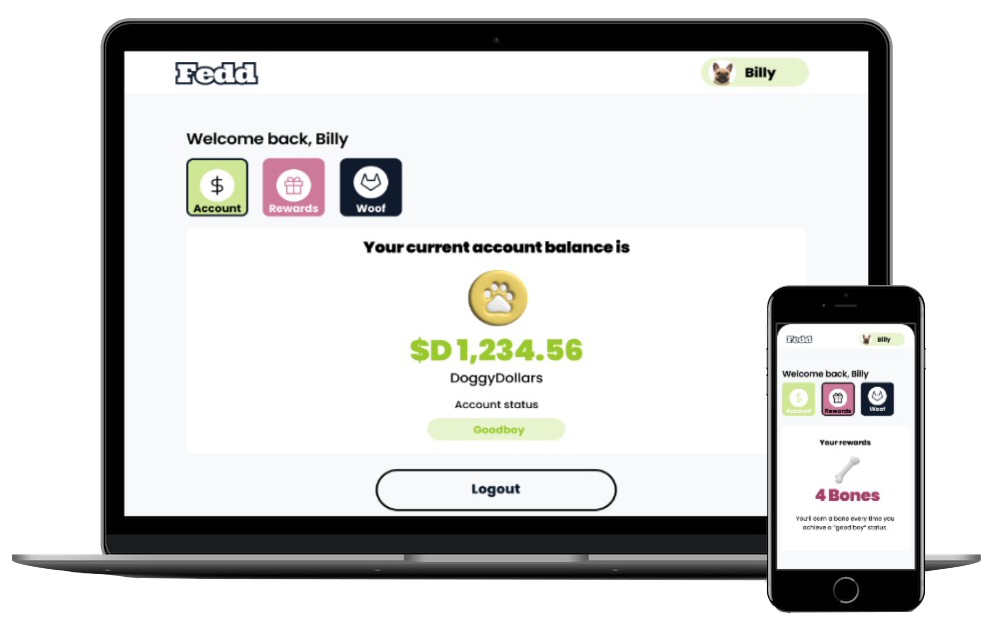 Fedd
Billy
Welcome back, Billy
Account
Rewards
Woof
Your current account balance is
$D 1,234.56
DoggyDollars
Account status
Goodboy
Logout
Fedd
Billy
Welcome back, Billy
Account
Rewards
Woof
Your rewards
4 Bones
You'll earn a bone every time you
achieve a "good boy" status.